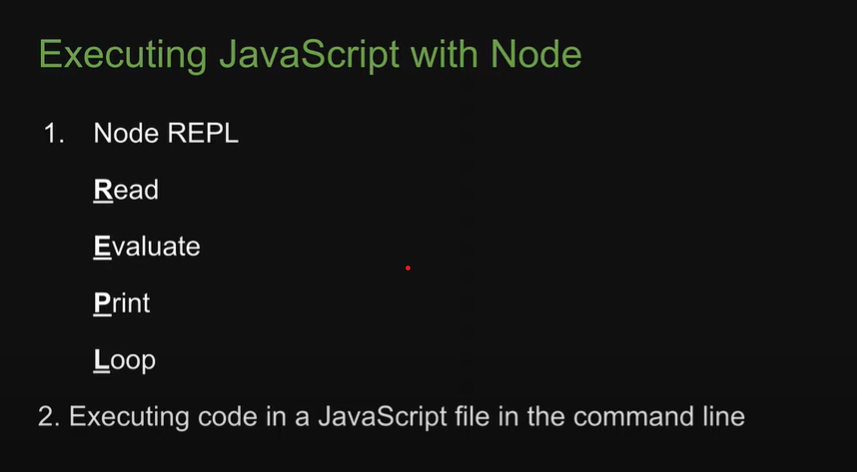 Executing JavaScript with Node
1. Node REPL
Read
Evaluate
Print
Loop
2. Executing code in a JavaScript file in the command line